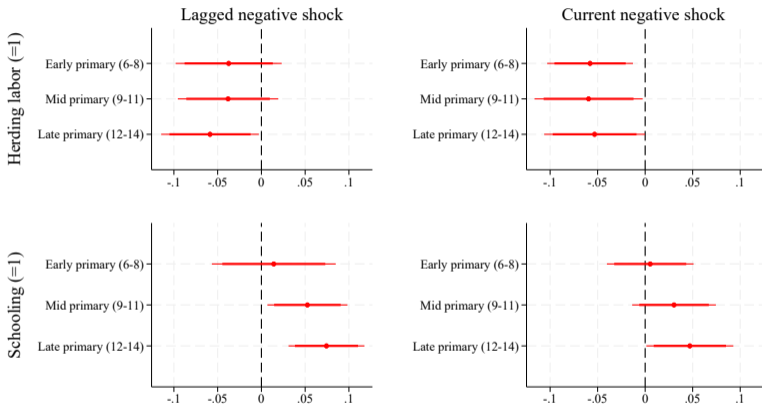 Lagged negative shock
Current negative shock
Herding labor (=1)
Early primary (6-8)
Mid primary (9-11)
Late primary (12-14)
-.1 -.05 0 .05 .1
Early primary (6-8)
Mid primary (9-11)
Late primary (12-14)
-.1 -.05 0 .05 .1
Schooling (=1)
Early primary (6-8)
Mid primary (9-11)
Late primary (12-14)
-.1 -.05 0 .05 .1
Early primary (6-8)
Mid primary (9-11)
Late primary (12-14)
-.1 -.05 0 .05 .1